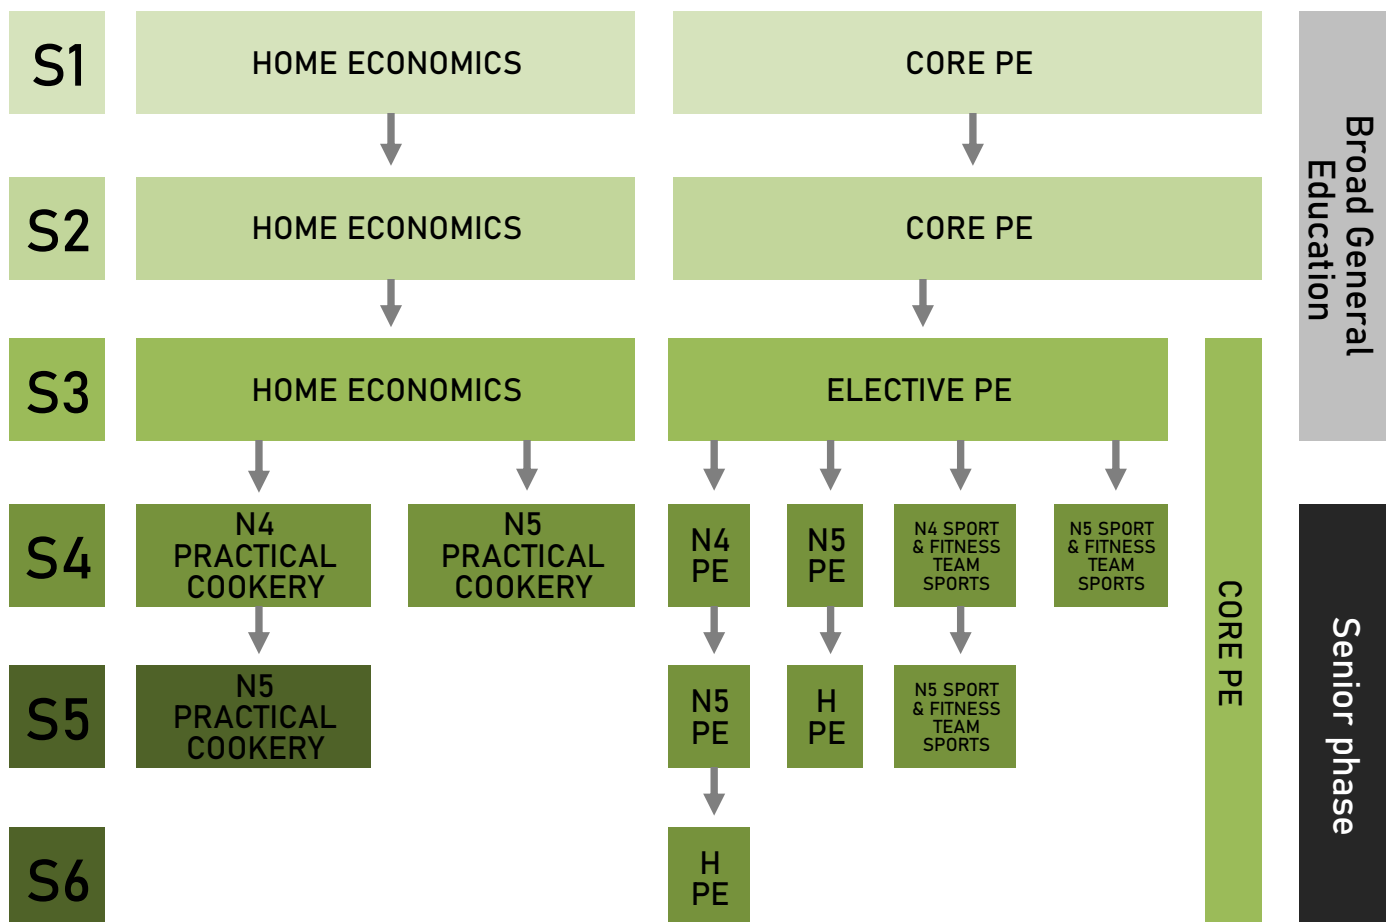 S1
HOME ECONOMICS
CORE PE
S2
HOME ECONOMICS
CORE PE
S3
HOME ECONOMICS
ELECTIVE PE
S4
N4
PRACTICAL
COOKERY
N5
PRACTICAL
COOKERY
N4
PE
N5
PE
N4 SPORT
& FITNESS
TEAM
SPORTS
N5 SPORT
& FITNESS
TEAM
SPORTS
S5
N5
PRACTICAL
COOKERY
N5
PE
H
PE
N5 SPORT
& FITNESS
TEAM
SPORTS
S6
H
PE
CORE PE
Broad General
Education
Senior phase